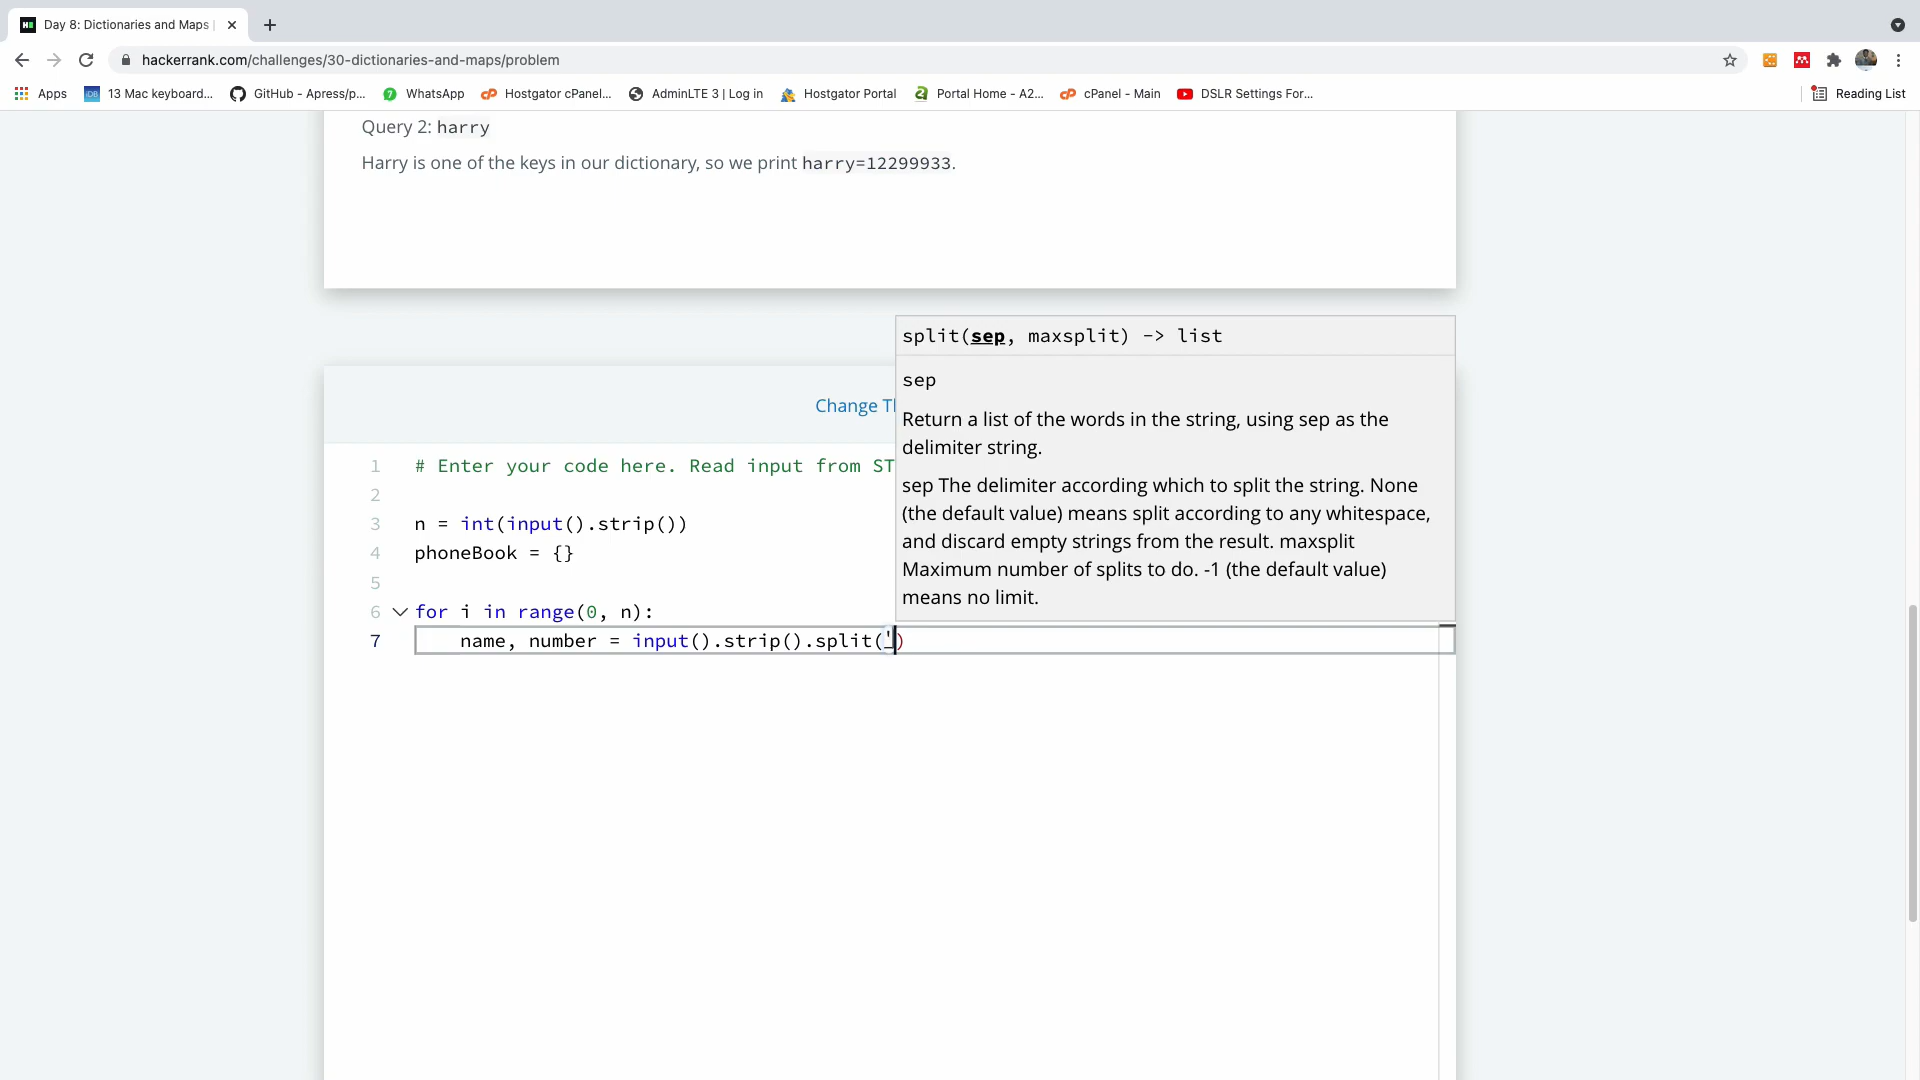 Day 8: Dictionaries and Maps |
hackerrank.com/challenges/30-dictionaries-and-maps/problem
Apps 13 Mac keyboard... GitHub - Apress/p... WhatsApp Hostgator cPanel... AdminLTE 3 | Log in Hostgator Portal Portal Home - A2... cPanel - Main DSLR Settings For... Reading List
Query 2: harry
Harry is one of the keys in our dictionary, so we print harry=12299933.
split(sep, maxsplit) -> list
sep
Return a list of the words in the string, using sep as the
delimiter string.
sep The delimiter according which to split the string. None
(the default value) means split according to any whitespace,
and discard empty strings from the result. maxsplit
Maximum number of splits to do. -1 (the default value)
means no limit.
Change T
1 # Enter your code here. Read input from ST
2
3 n = int(input().strip())
4 phoneBook = {}
5
6 for i in range(0, n):
7 name, number = input().strip().split(')